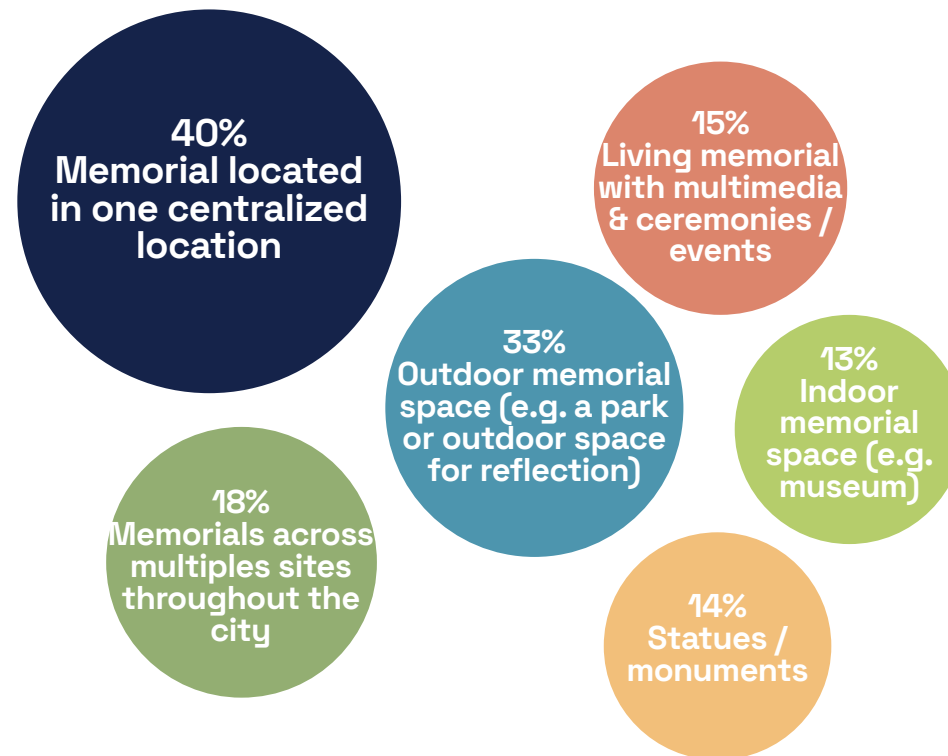 40%
Memorial located
in one centralized
location
15%
Living memorial
with multimedia
& ceremonies /
events
33%
Outdoor memorial
space (e.g. a park
or outdoor space
for reflection)
13%
Indoor
memorial
space (e.g.
museum)
18%
Memorials across
multiples sites
throughout the
city
14%
Statues /
monuments